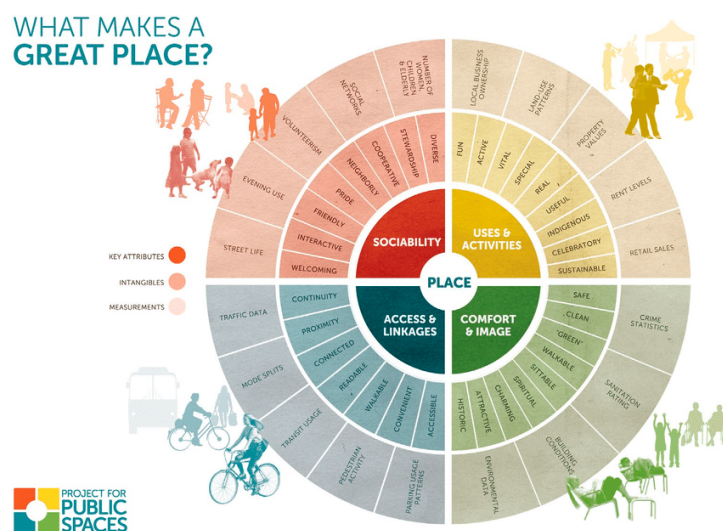 WHAT MAKES A
GREAT PLACE?
KEY ATTRIBUTES
INTANGIBLES
MEASUREMENTS
PLACE
SOCIABILITY
DIVERSE
STEWARDSHIP
COOPERATIVE
NEIGHBORLY
PRIDE
FRIENDLY
INTERACTIVE
WELCOMING
NUMBER OF
WOMEN,
CHILDREN
& ELDERLY
SOCIAL
NETWORKS
VOLUNTEERISM
EVENING USE
STREET LIFE
USES &
ACTIVITIES
FUN
ACTIVE
VITAL
SPECIAL
REAL
USEFUL
INDIGENOUS
CELEBRATORY
SUSTAINABLE
LOCAL BUSINESS
OWNERSHIP
LAND-USE
PATTERNS
PROPERTY
VALUES
RENT LEVELS
RETAIL SALES
ACCESS &
LINKAGES
CONTINUITY
PROXIMITY
CONNECTED
READABLE
WALKABLE
CONVENIENT
ACCESSIBLE
TRAFFIC DATA
MODE SPLITS
TRANSIT USAGE
PEDESTRIAN
ACTIVITY
PARKING USAGE
PATTERNS
COMFORT
& IMAGE
SAFE
CLEAN
"GREEN"
WALKABLE
SITTABLE
SPIRITUAL
CHARMING
ATTRACTIVE
HISTORIC
CRIME
STATISTICS
SANITATION
RATING
BUILDING
CONDITIONS
ENVIRONMENTAL
DATA
PROJECT FOR
PUBLIC
SPACES